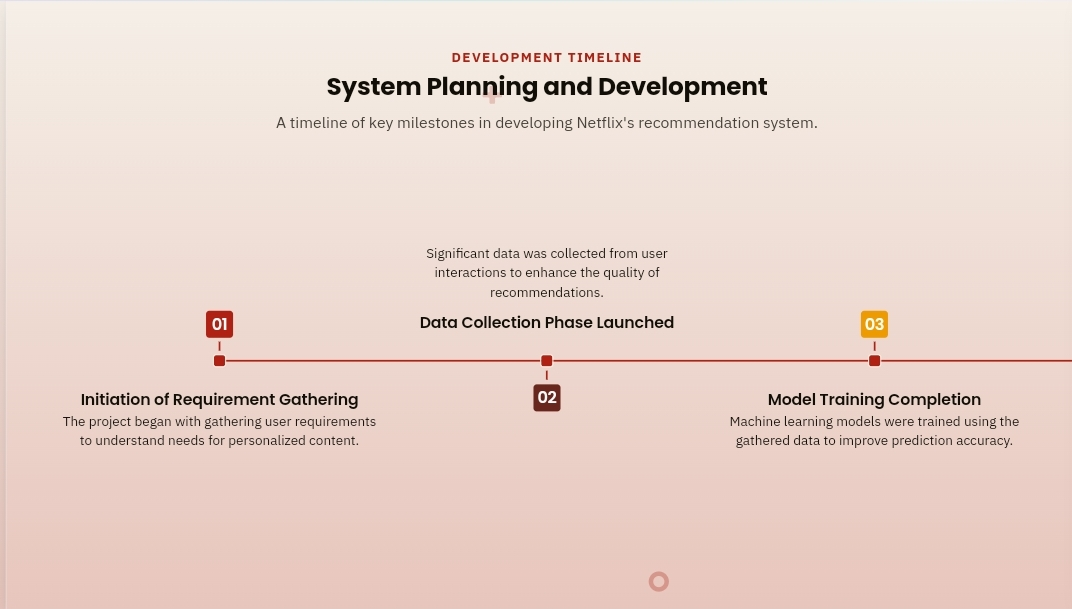 DEVELOPMENT TIMELINE
System Planning and Development
A timeline of key milestones in developing Netflix's recommendation system.
01
Initiation of Requirement Gathering
The project began with gathering user requirements
to understand needs for personalized content.
Significant data was collected from user
interactions to enhance the quality of
recommendations.
Data Collection Phase Launched
02
03
Model Training Completion
Machine learning models were trained using the
gathered data to improve prediction accuracy.